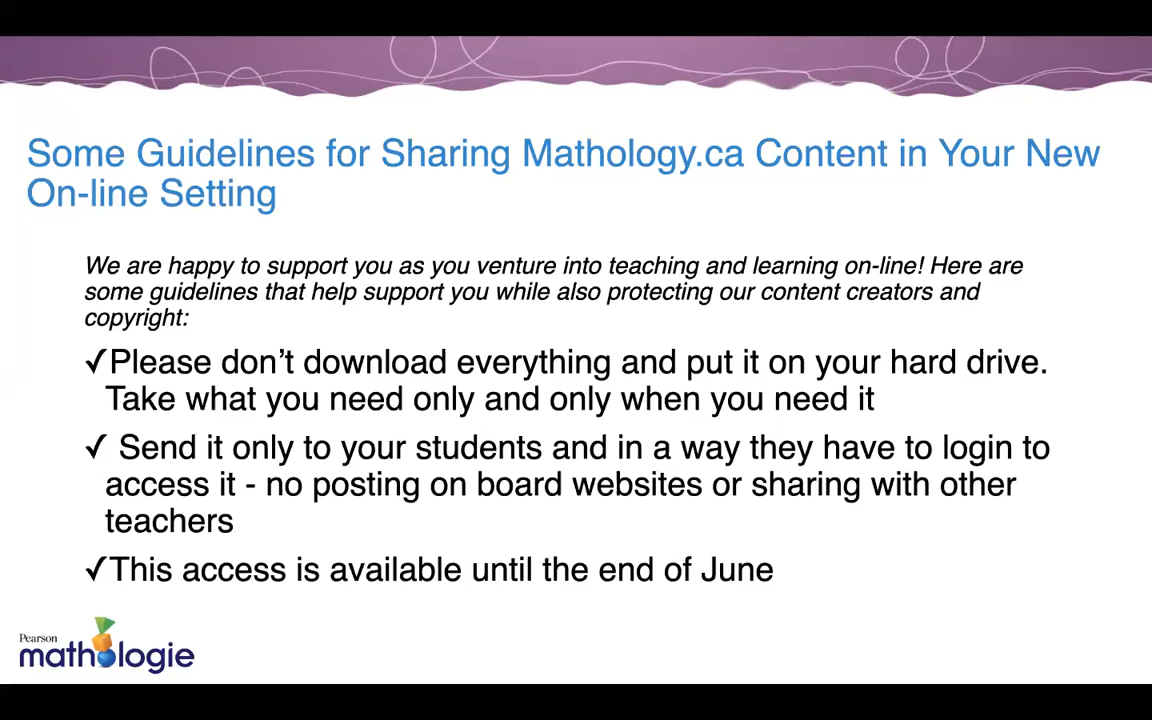 Some Guidelines for Sharing Mathology.ca Content in Your New
On-line Setting
We are happy to support you as you venture into teaching and learning on-line! Here are
some guidelines that help support you while also protecting our content creators and
copyright:
✓Please don’t download everything and put it on your hard drive.
Take what you need only and only when you need it
✓ Send it only to your students and in a way they have to login to
access it - no posting on board websites or sharing with other
teachers
✓This access is available until the end of June
Pearson
mathologie